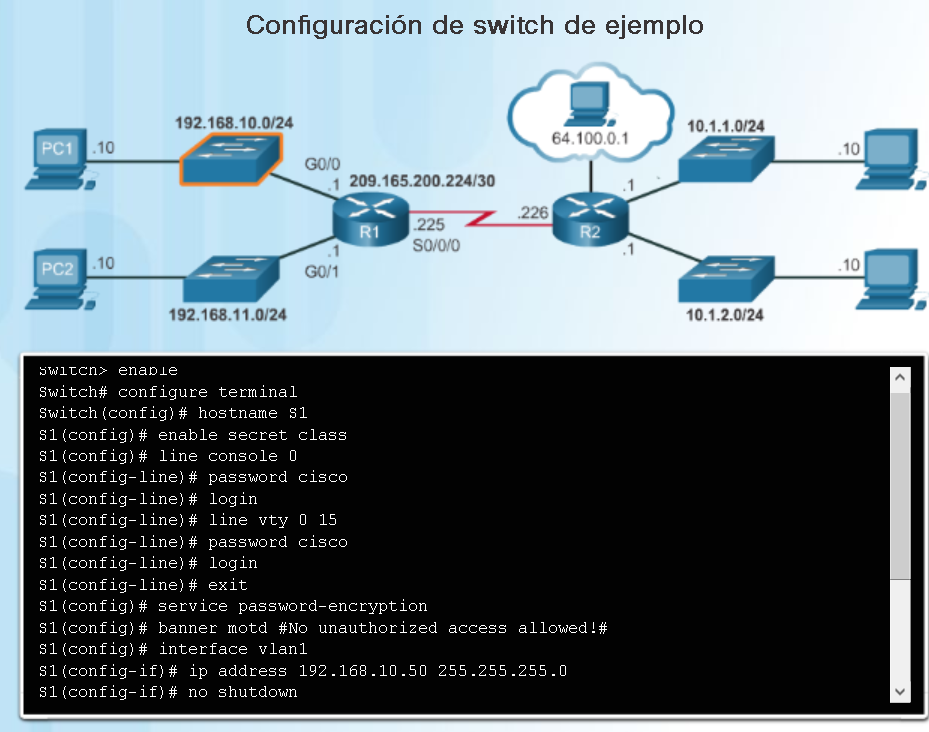 Configuración de switch de ejemplo
64.100.0.1
192.168.10.0/24
10.1.1.0/24
PC1
.10
G0/0
.1
209.165.200.224/30
.1
.10
R1
.225
S0/0/0
.226
R2
PC2
.10
.1
G0/1
.1
.10
192.168.11.0/24
10.1.2.0/24
Switch> enable
Switch# configure terminal
Switch(config)# hostname S1
S1(config)# enable secret class
S1(config)# line console 0
S1(config-line)# password cisco
S1(config-line)# login
S1(config-line)# line vty 0 15
S1(config-line)# password cisco
S1(config-line)# login
S1(config-line)# exit
S1(config)# service password-encryption
S1(config)# banner motd #No unauthorized access allowed!#
S1(config)# interface vlan1
S1(config-if)# ip address 192.168.10.50 255.255.255.0
S1(config-if)# no shutdown